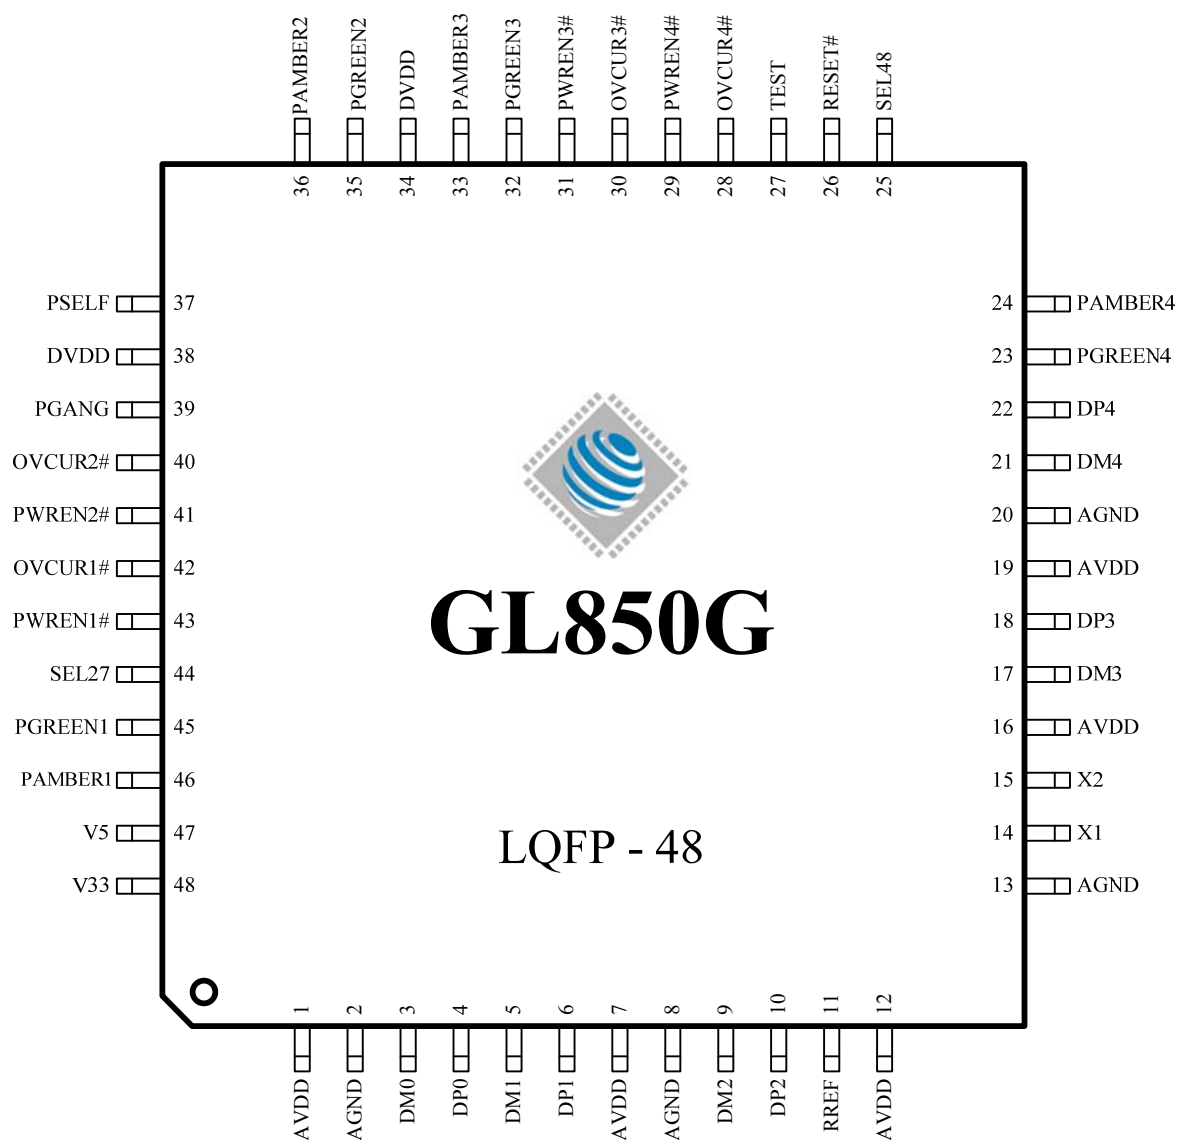 PAMBER2
PGREEN2
DVDD
PAMBER3
PGREEN3
PWREN3#
OVCUR3#
PWREN4#
OVCUR4#
TEST
RESET#
SEL48
36
35
34
33
32
31
30
29
28
27
26
25
PSELF 37
DVDD 38
PGANG 39
OVCUR2# 40
PWREN2# 41
OVCUR1# 42
PWREN1# 43
SEL27 44
PGREEN1 45
PAMBER1 46
V5 47
V33 48
24 PAMBER4
23 PGREEN4
22 DP4
21 DM4
20 AGND
19 AVDD
18 DP3
17 DM3
16 AVDD
15 X2
14 X1
13 AGND
GL850G
LQFP - 48
1
2
3
4
5
6
7
8
9
10
11
12
AVDD
AGND
DM0
DP0
DM1
DP1
AVDD
AGND
DM2
DP2
RREF
AVDD